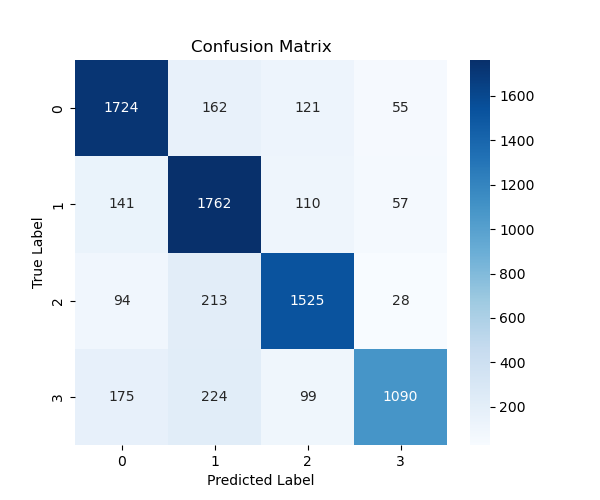 Confusion Matrix
0 1724 162 121 55
1 141 1762 110 57
2 94 213 1525 28
3 175 224 99 1090
0 1 2 3
Predicted Label
True Label
1600
1400
1200
1000
800
600
400
200